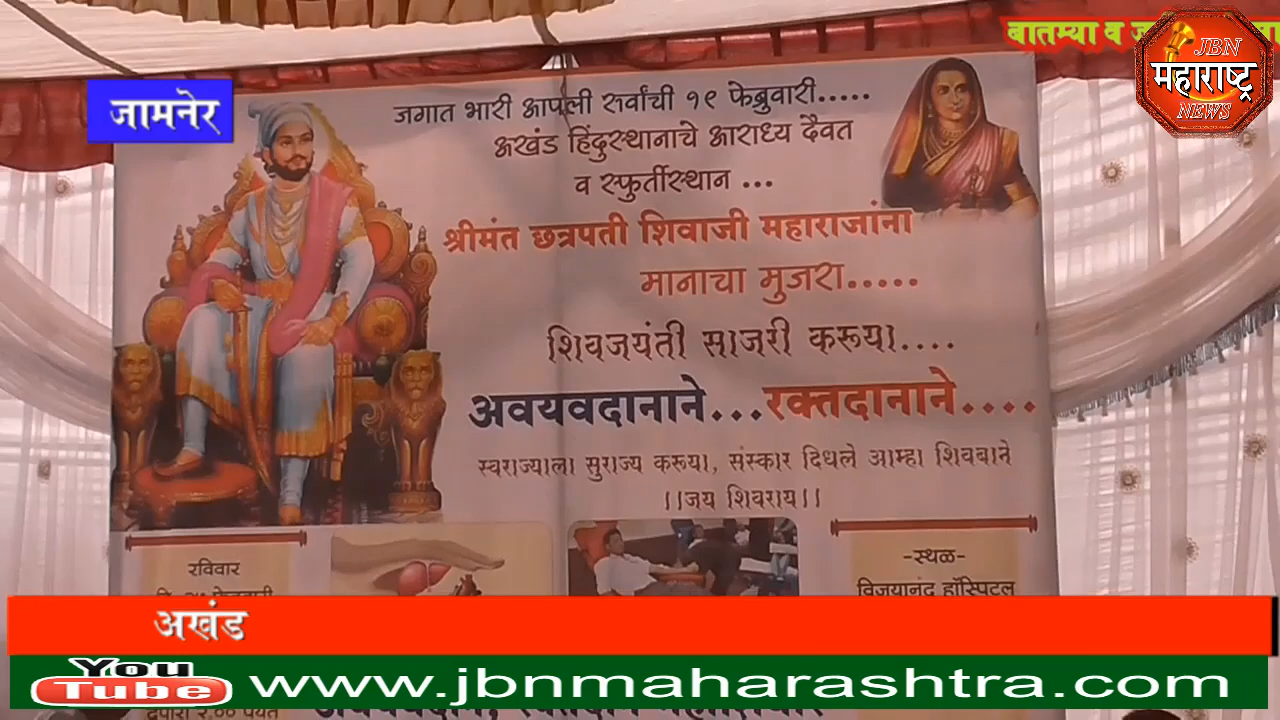 बातम्या व
JBN
महाराष्ट्र
NEWS
जामनेर
जगात भारी आपली सर्वांची १९ फेब्रुवारी.....
अखंड हिंदुस्थानाचे आराध्य दैवत
व स्फुर्तीस्थान ...
श्रीमंत छत्रपती शिवाजी महाराजांना
मानाचा मुजरा.....
शिवजयंती साजरी करूया....
अवयवदानाने...रक्तदानाने....
स्वराज्याला सुराज्य करूया, संस्कार दिधले आम्हा शिवबाने
||जय शिवराय||
रविवार
-स्थळ-
विजयानंद हॉस्पिटल
अखंड
You Tube
www.jbnmaharashtra.com